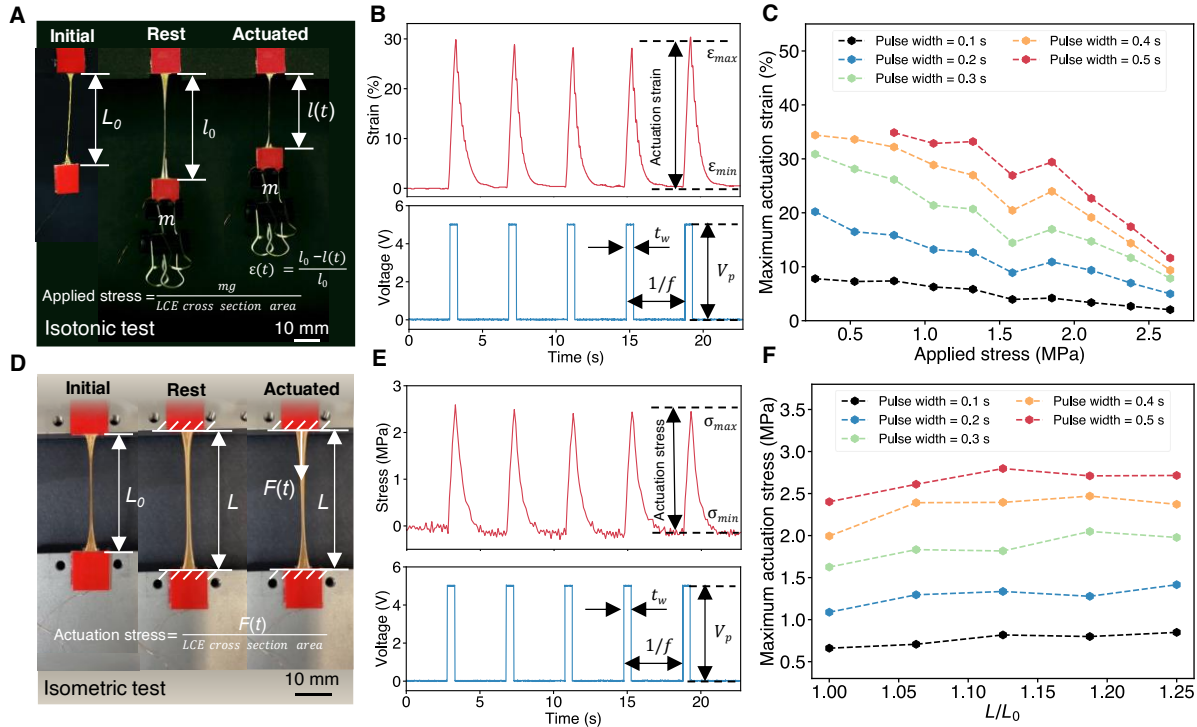 A
Initial
Rest
Actuated
L₀
l₀
l(t)
m
m
ε(t) = l₀−l(t) / l₀
Applied stress = mg / LCE cross section area
Isotonic test
10 mm
B
Strain (%)
30
20
10
0
Actuation strain
ε_max
ε_min
Voltage (V)
6
4
2
0
t_w
1/f
V_p
0
5
10
15
20
Time (s)
C
Maximum actuation strain (%)
50
40
30
20
10
0
Pulse width = 0.1 s
Pulse width = 0.2 s
Pulse width = 0.3 s
Pulse width = 0.4 s
Pulse width = 0.5 s
0.5
1.0
1.5
2.0
2.5
Applied stress (MPa)
D
Initial
Rest
Actuated
L₀
L
F(t)
L
Actuation stress = F(t) / LCE cross section area
Isometric test
10 mm
E
Stress (MPa)
3
2
1
0
Actuation stress
σ_max
σ_min
Voltage (V)
6
4
2
0
t_w
1/f
V_p
0
5
10
15
20
Time (s)
F
Maximum actuation stress (MPa)
3.5
3.0
2.5
2.0
1.5
1.0
0.5
Pulse width = 0.1 s
Pulse width = 0.2 s
Pulse width = 0.3 s
Pulse width = 0.4 s
Pulse width = 0.5 s
1.00
1.05
1.10
1.15
1.20
1.25
L/L₀